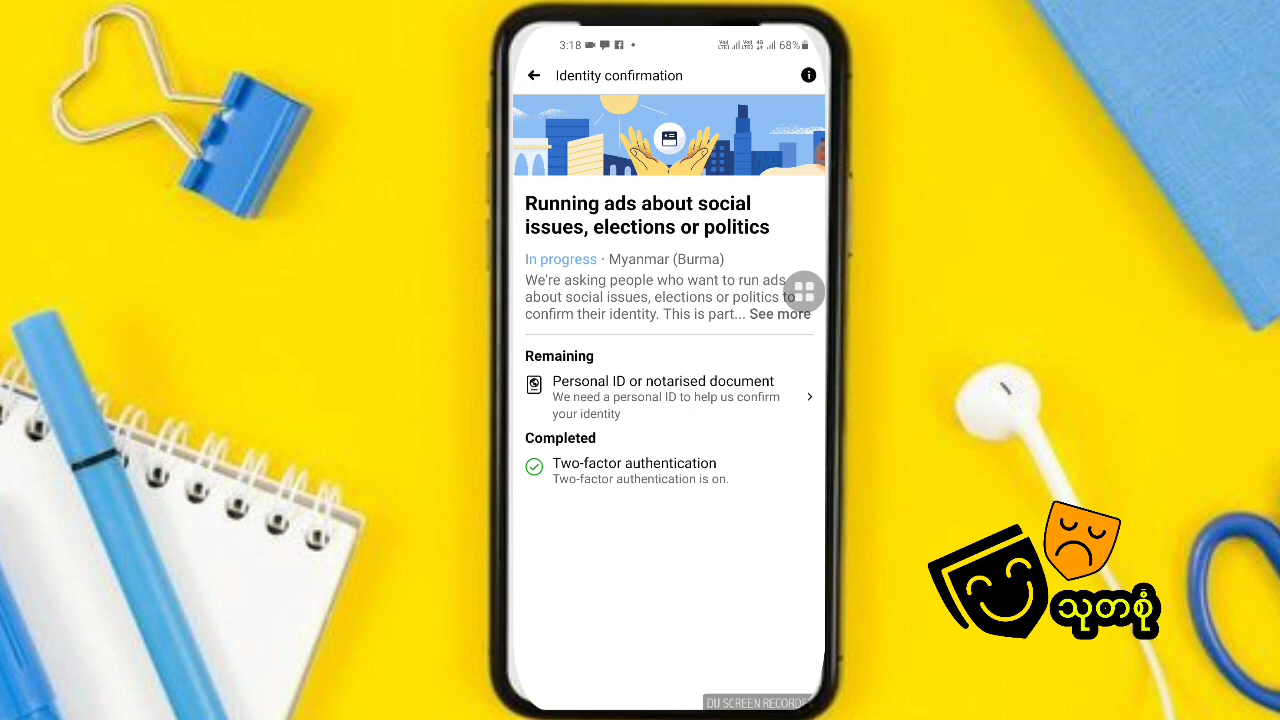 3:18
68%
Identity confirmation
Running ads about social
issues, elections or politics
In progress · Myanmar (Burma)
We're asking people who want to run ads
about social issues, elections or politics to
confirm their identity. This is part... See more
Remaining
Personal ID or notarised document
We need a personal ID to help us confirm
your identity
Completed
Two-factor authentication
Two-factor authentication is on.
သုတစုံ
DU SCREEN RECORDE